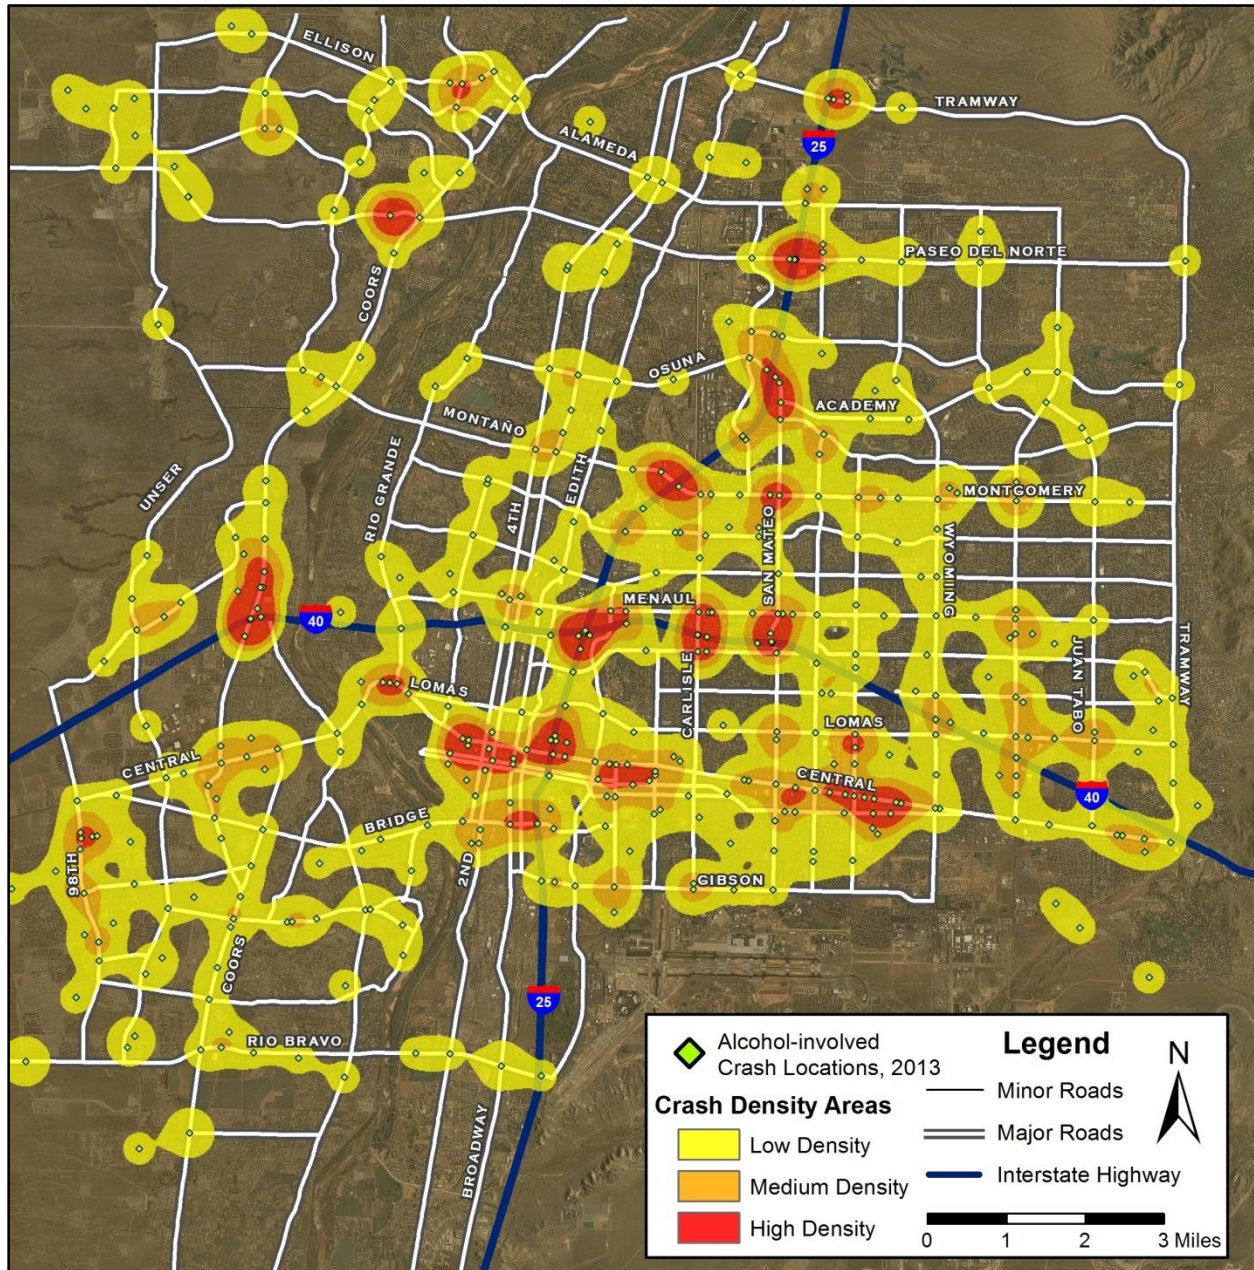 ELLISON
TRAMWAY
25
ALAMEDA
PASEO DEL NORTE
COORS
OSUNA
ACADEMY
MONTAÑO
RIO GRANDE
UNSER
EDITH
4TH
MONTGOMERY
SAN MATEO
WYOMING
MENAUL
40
JUAN TABO
TRAMWAY
CARLISLE
LOMAS
LOMAS
CENTRAL
CENTRAL
40
BRIDGE
98TH
2ND
GIBSON
COORS
25
RIO BRAVO
BROADWAY
Legend
Alcohol-involved
Crash Locations, 2013
Crash Density Areas
Low Density
Medium Density
High Density
N
Minor Roads
Major Roads
Interstate Highway
0 1 2 3 Miles